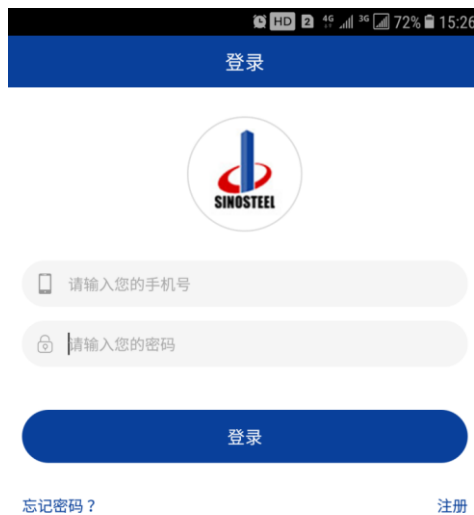 HD 2 4G 3G 72% 15:26
登录
SINOSTEEL
请输入您的手机号
请输入您的密码
登录
忘记密码？
注册